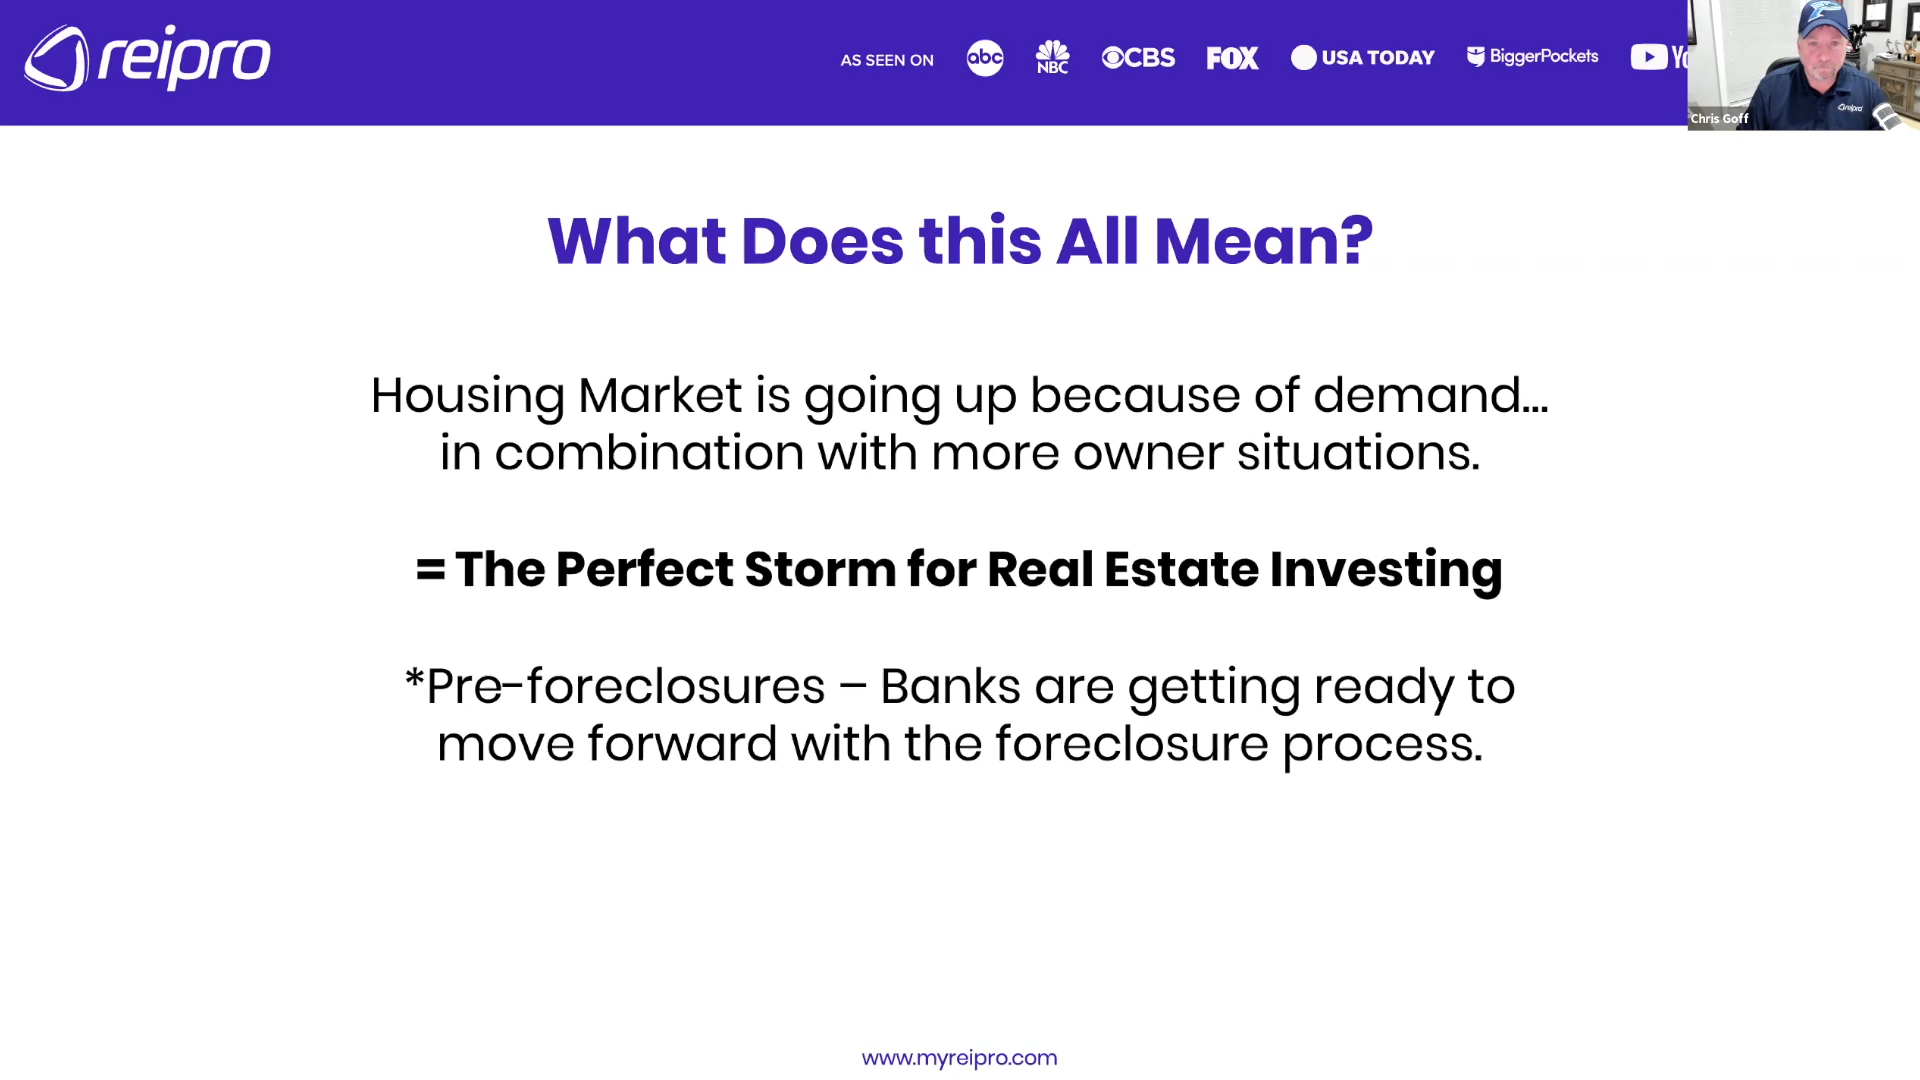 reipro
AS SEEN ON
abc
NBC
CBS
FOX
USA TODAY
BiggerPockets
Chris Goff
reipro
What Does this All Mean?
Housing Market is going up because of demand...
in combination with more owner situations.
= The Perfect Storm for Real Estate Investing
*Pre-foreclosures – Banks are getting ready to
move forward with the foreclosure process.
www.myreipro.com